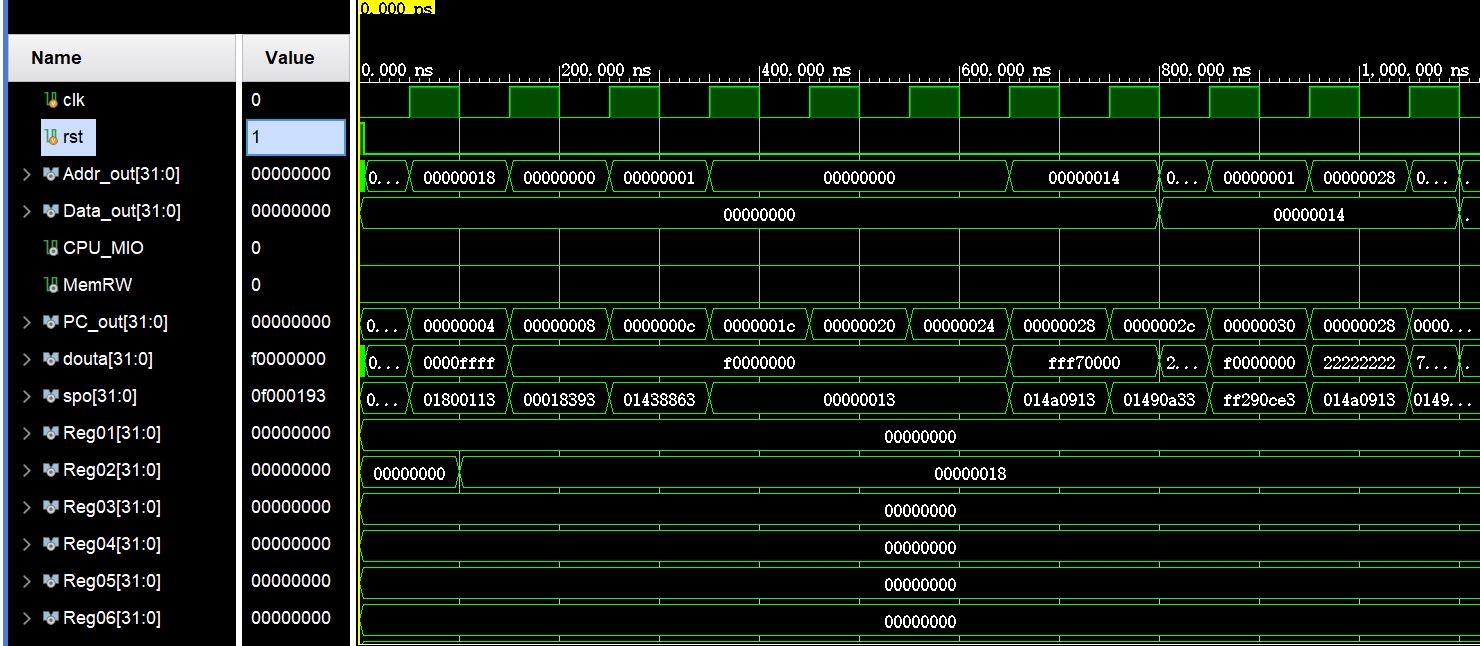 0.000 ns
Name Value
0.000 ns 200.000 ns 400.000 ns 600.000 ns 800.000 ns 1,000.000 ns
clk 0
rst 1
Addr_out[31:0] 00000000 0... 00000018 00000000 00000001 00000000 00000014 0... 00000001 00000028 0... .
Data_out[31:0] 00000000 00000000 00000014 .
CPU_MIO 0
MemRW 0
PC_out[31:0] 00000000 0... 00000004 00000008 0000000c 0000001c 00000020 00000024 00000028 0000002c 00000030 00000028 0000...
douta[31:0] f0000000 0... 0000ffff f0000000 fff70000 2... f0000000 22222222 7... .
spo[31:0] 0f000193 0... 01800113 00018393 01438863 00000013 014a0913 01490a33 ff290ce3 014a0913 0149...
Reg01[31:0] 00000000 00000000
Reg02[31:0] 00000000 00000000 00000018
Reg03[31:0] 00000000 00000000
Reg04[31:0] 00000000 00000000
Reg05[31:0] 00000000 00000000
Reg06[31:0] 00000000 00000000